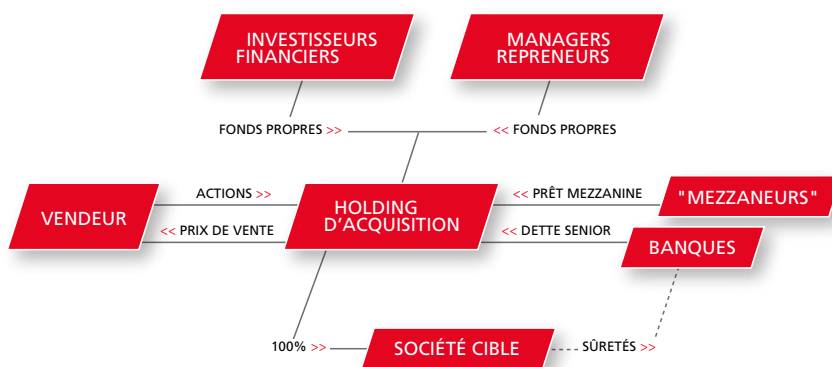 INVESTISSEURS
FINANCIERS
MANAGERS
REPRENEURS
FONDS PROPRES >>
<< FONDS PROPRES
VENDEUR
ACTIONS >>
<< PRIX DE VENTE
HOLDING
D’ACQUISITION
<< PRÊT MEZZANINE
<< DETTE SENIOR
"MEZZANEURS"
BANQUES
100% >>
SOCIÉTÉ CIBLE
SÛRETÉS >>